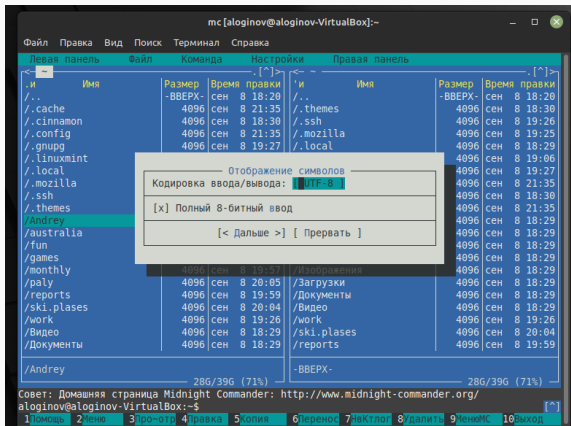 mc [aloginov@aloginov-VirtualBox]:~
Файл Правка Вид Поиск Терминал Справка
Левая панель Файл Команда Настройки Правая панель
<- ~ .[^]> <- ~ .[^]>
.и Имя Размер Время правки 'и Имя Размер Время правки
/.. -ВВЕРХ- сен 8 18:20 /.. -ВВЕРХ- сен 8 18:20
/.cache 4096 сен 8 21:35 /.themes 4096 сен 8 18:30
/.cinnamon 4096 сен 8 18:30 /.ssh 4096 сен 8 19:26
/.config 4096 сен 8 21:35 /.mozilla 4096 сен 8 19:25
/.gnupg 4096 сен 8 19:27 /.local 4096 сен 8 18:29
/.linuxmint 4096 сен 8 19:06
/.local Отображение символов 4096 сен 8 19:27
/.mozilla Кодировка ввода/вывода: [ UTF-8 ] 4096 сен 8 21:35
/.ssh 4096 сен 8 18:30
/.themes [x] Полный 8-битный ввод 4096 сен 8 21:35
/Andrey 4096 сен 8 18:29
/australia [< Дальше >] [ Прервать ] 4096 сен 8 18:29
/fun 4096 сен 8 18:29
/games 4096 сен 8 18:29
/monthly 4096 сен 8 19:57 /Изображения 4096 сен 8 18:29
/paly 4096 сен 8 20:05 /Загрузки 4096 сен 8 18:29
/reports 4096 сен 8 19:59 /Документы 4096 сен 8 18:29
/ski.plases 4096 сен 8 20:04 /Видео 4096 сен 8 18:29
/work 4096 сен 8 19:26 /work 4096 сен 8 19:26
/Видео 4096 сен 8 18:29 /ski.plases 4096 сен 8 20:04
/Документы 4096 сен 8 18:29 /reports 4096 сен 8 19:59
/Andrey -ВВЕРХ-
28G/39G (71%) 28G/39G (71%)
Совет: Домашняя страница Midnight Commander: http://www.midnight-commander.org/
aloginov@aloginov-VirtualBox:~$ [^]
1Помощь 2Меню 3Про~отр 4Правка 5Копия 6Перенос 7НвКтлог 8Удалить 9МенюMC 10Выход